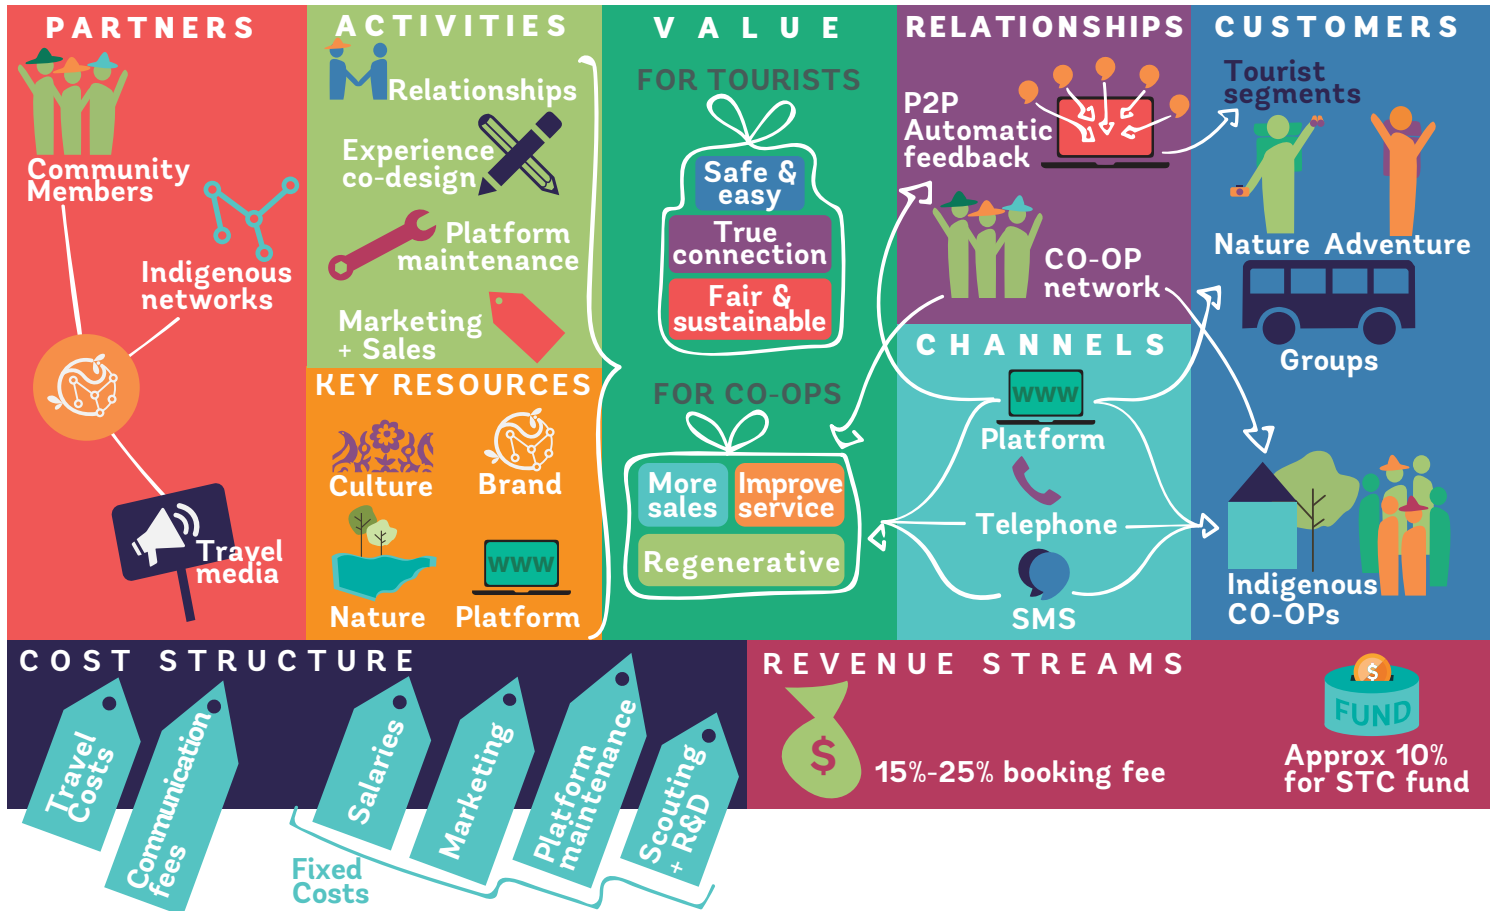 PARTNERS
Community
Members
Indigenous
networks
Travel
media
ACTIVITIES
Relationships
Experience
co-design
Platform
maintenance
Marketing
+ Sales
KEY RESOURCES
Culture
Brand
Nature
www
Platform
VALUE
FOR TOURISTS
Safe &
easy
True
connection
Fair &
sustainable
FOR CO-OPS
More
sales
Improve
service
Regenerative
RELATIONSHIPS
P2P
Automatic
feedback
CO-OP
network
CHANNELS
www
Platform
Telephone
SMS
CUSTOMERS
Tourist
segments
Nature
Adventure
Groups
Indigenous
CO-OPs
COST STRUCTURE
Travel
Costs
Communication
fees
Salaries
Marketing
Platform
maintenance
Scouting
+ R&D
Fixed
Costs
REVENUE STREAMS
$
15%-25% booking fee
$
FUND
Approx 10%
for STC fund